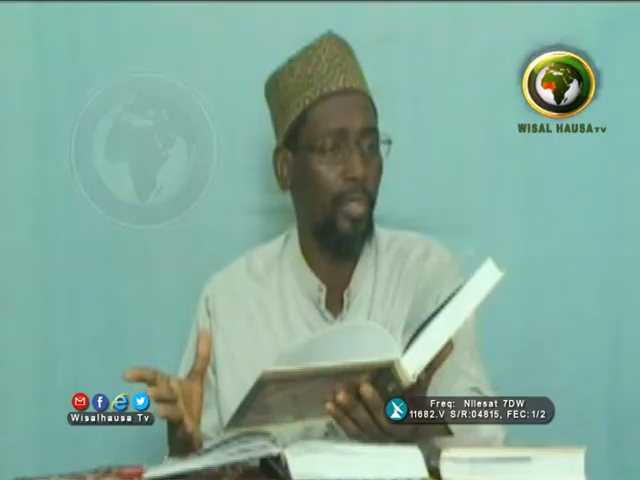 WISAL HAUSA TV
Wisalhausa Tv
Freq: Nilesat 7DW
11682.V S/R:04815, FEC:1/2